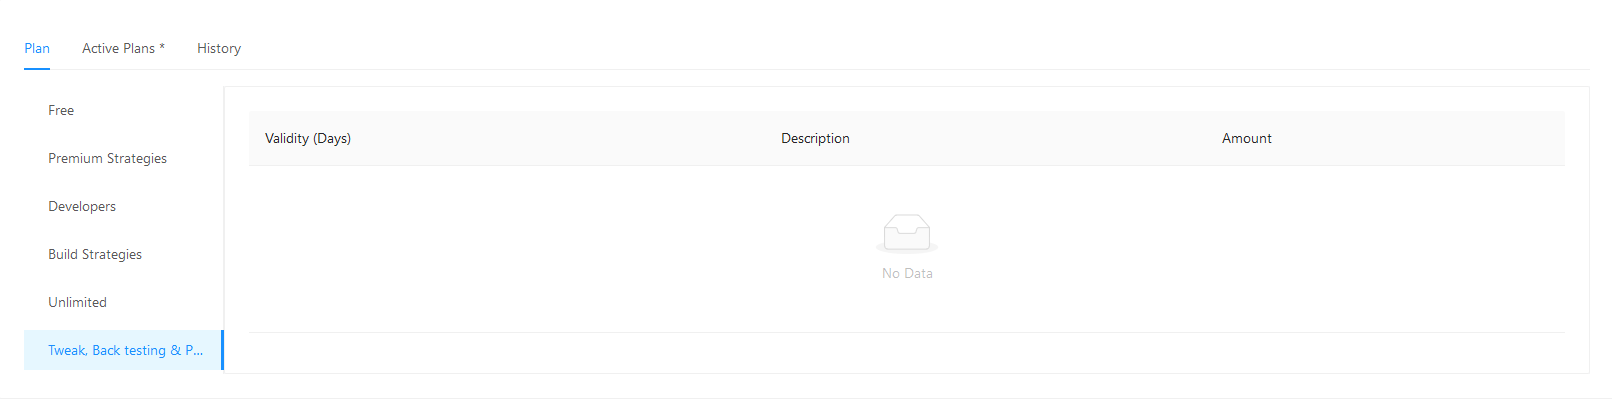 Plan
Active Plans *
History
Free
Premium Strategies
Developers
Build Strategies
Unlimited
Tweak, Back testing & P...
Validity (Days)
Description
Amount
No Data